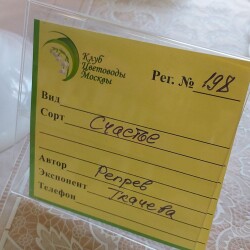 Клуб
Цветоводы
Москвы
Рег. № 198
Вид
Сорт Счастье
Автор Репрев
Экспонент Ткачева
Телефон